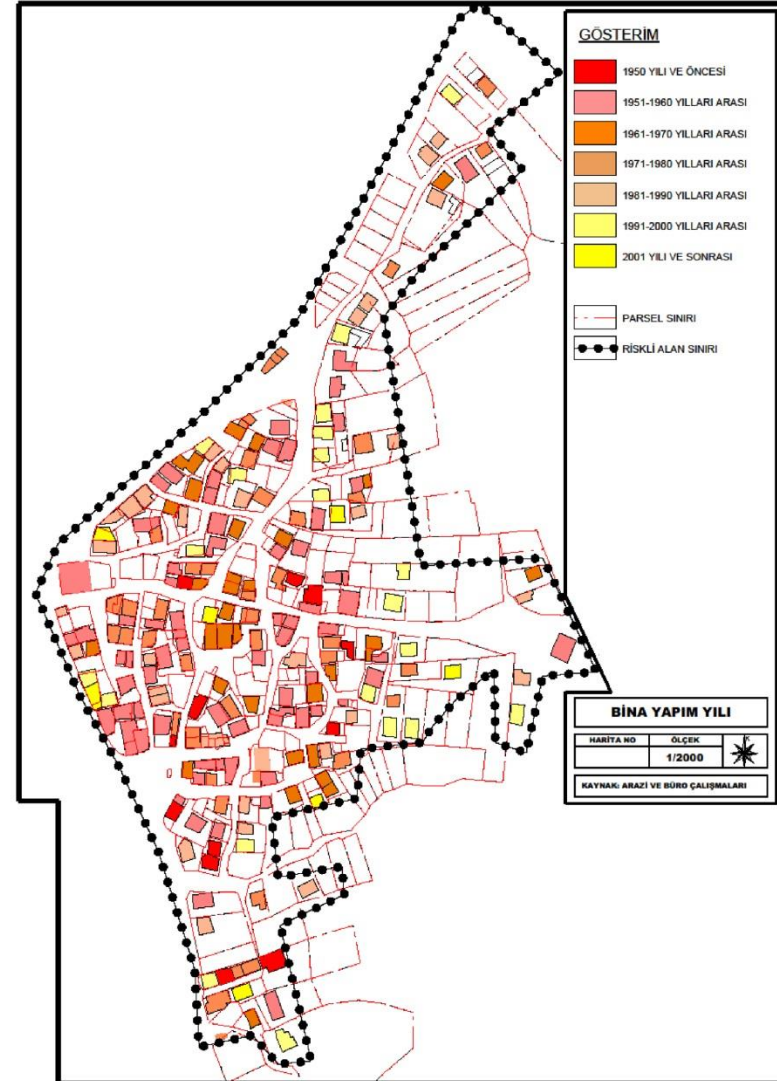 GÖSTERİM
1950 YILI VE ÖNCESİ
1951-1960 YILLARI ARASI
1961-1970 YILLARI ARASI
1971-1980 YILLARI ARASI
1981-1990 YILLARI ARASI
1991-2000 YILLARI ARASI
2001 YILI VE SONRASI
PARSEL SINIRI
RİSKLİ ALAN SINIRI
BİNA YAPIM YILI
HARİTA NO
ÖLÇEK
1/2000
K
KAYNAK: ARAZİ VE BÜRO ÇALIŞMALARI